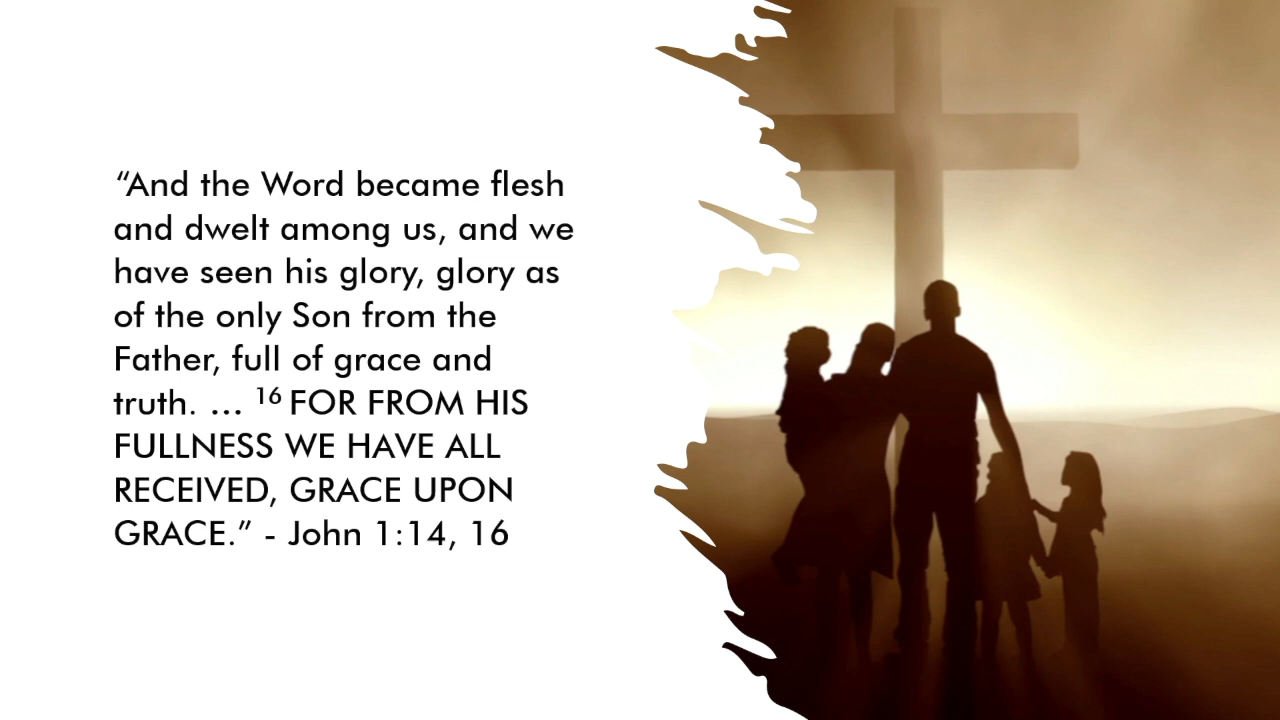 “And the Word became flesh
and dwelt among us, and we
have seen his glory, glory as
of the only Son from the
Father, full of grace and
truth. … ¹⁶ FOR FROM HIS
FULLNESS WE HAVE ALL
RECEIVED, GRACE UPON
GRACE.” - John 1:14, 16